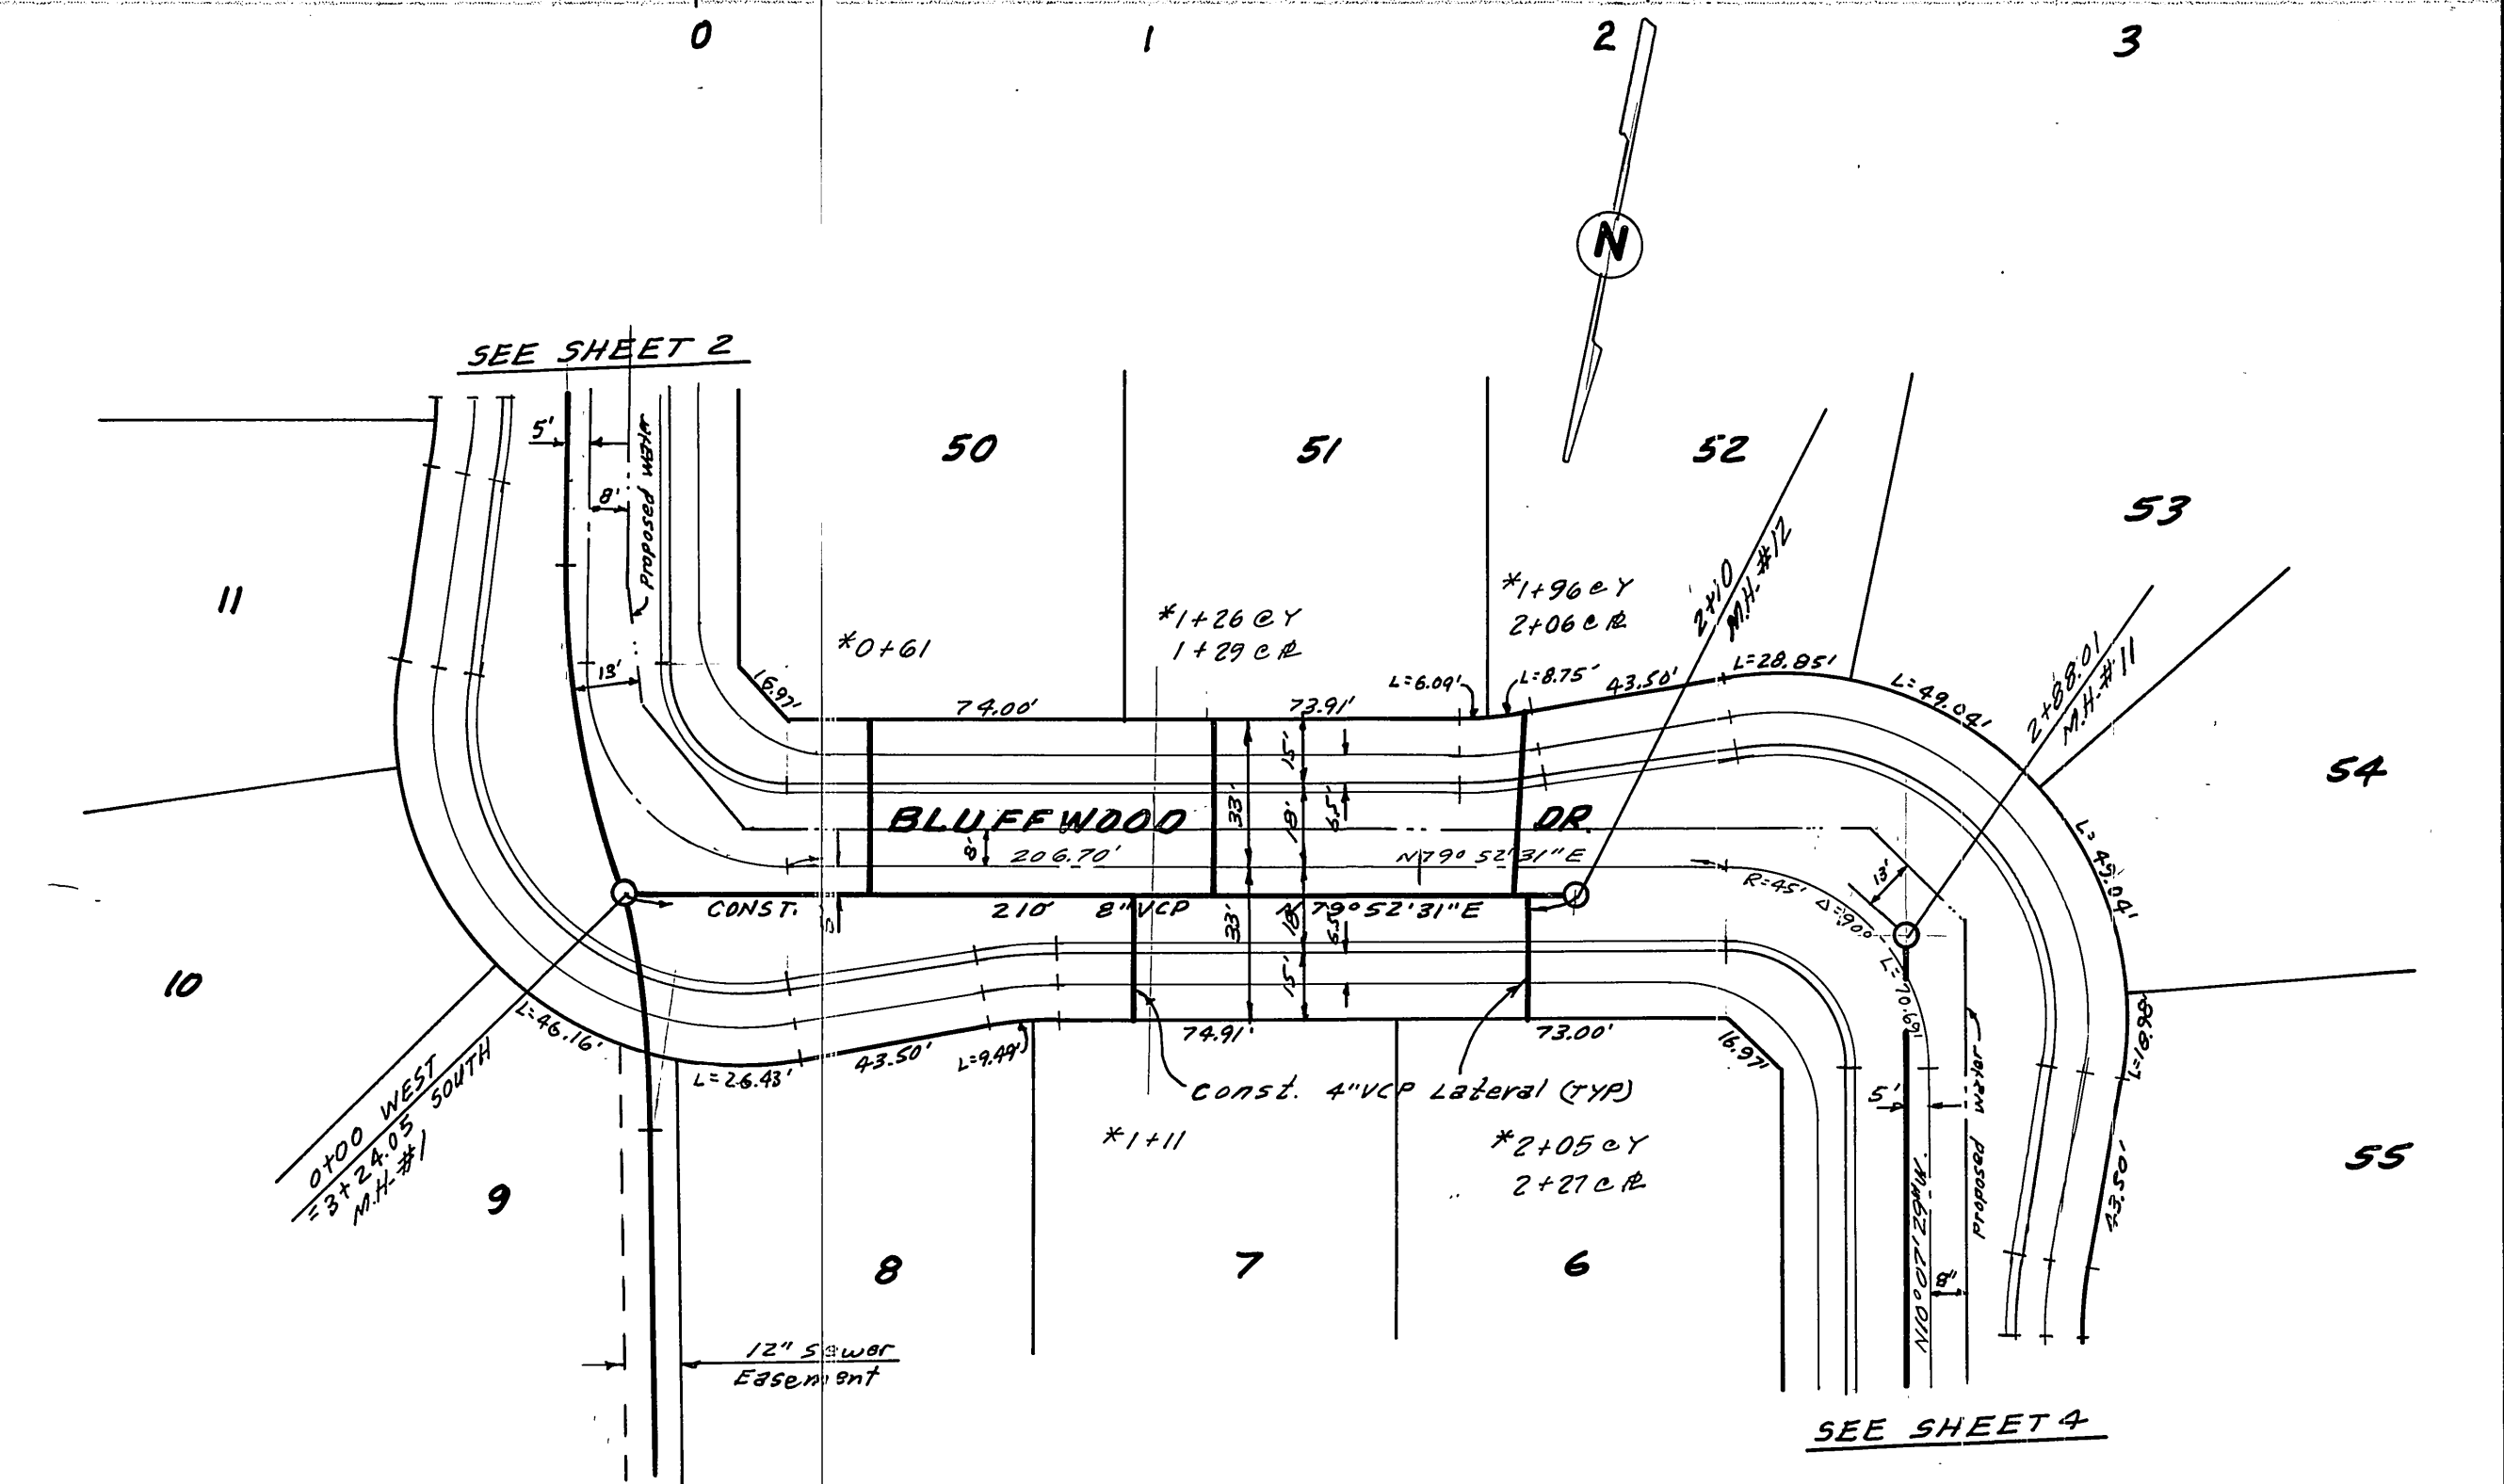 0 1 2 3
N
SEE SHEET 2
5'
8'
Proposed water
13'
50
51
52
53
54
55
11
10
9
8
7
6
*0+61
*1+26 @ Y
1+29 @ PL
*1+96 @ Y
2+06 @ PL
2+10
M.H. #12
2+88.01
M.H. #11
16.97'
74.00'
73.91'
L=6.09'
L=8.75'
43.50'
L=28.85'
L=49.04'
L=49.04'
L=18.98'
43.50'
BLUFFWOOD DR.
8'
206.70'
N79° 52'31"E
33'
15'
18'
6.5'
CONST. 210' 8" VCP N79°52'31"E
5'
33'
18'
6.5'
15'
R=45'
Δ=90°
L=70.69'
13'
L=46.16'
L=26.43'
43.50'
L=9.49'
74.91'
73.00'
16.97'
Const. 4" VCP Lateral (TYP)
0+00 WEST
=3+24.05 SOUTH
M.H. #1
*1+11
*2+05 @ Y
2+27 @ PL
5'
Proposed water
N10°07'29"W.
8"
12" Sewer
Easement
SEE SHEET 4